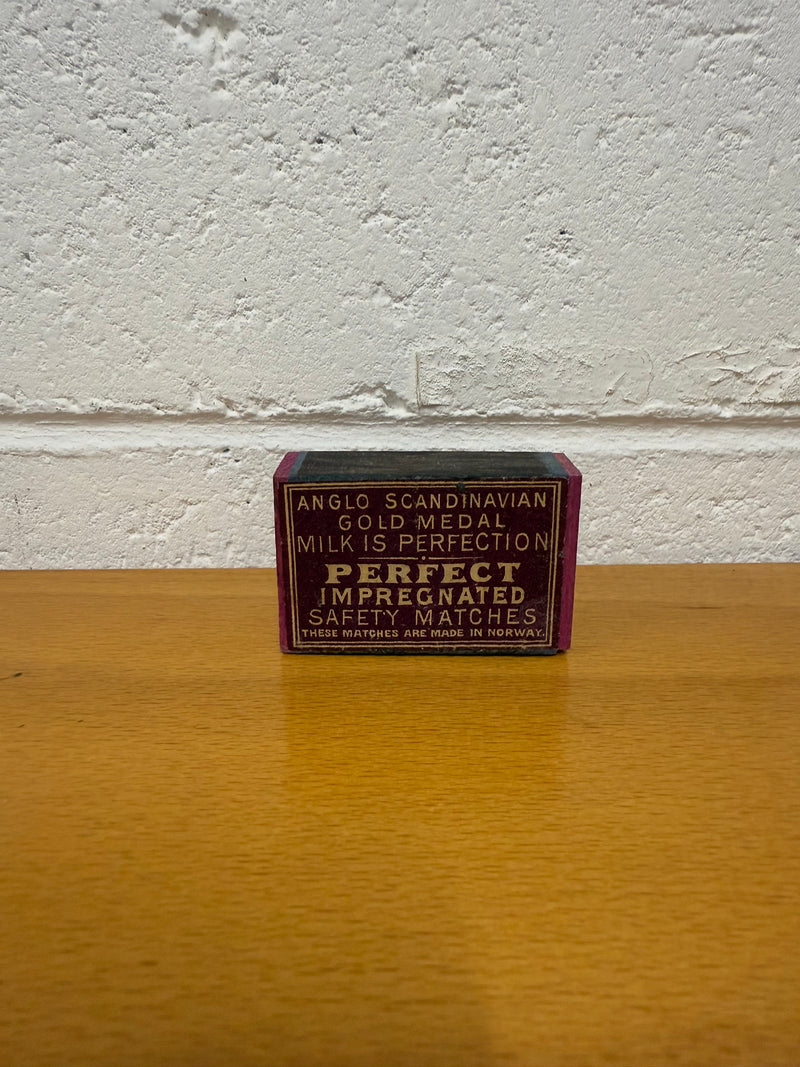 ANGLO SCANDINAVIAN
GOLD MEDAL
MILK IS PERFECTION
PERFECT
IMPREGNATED
SAFETY MATCHES
THESE MATCHES ARE MADE IN NORWAY.